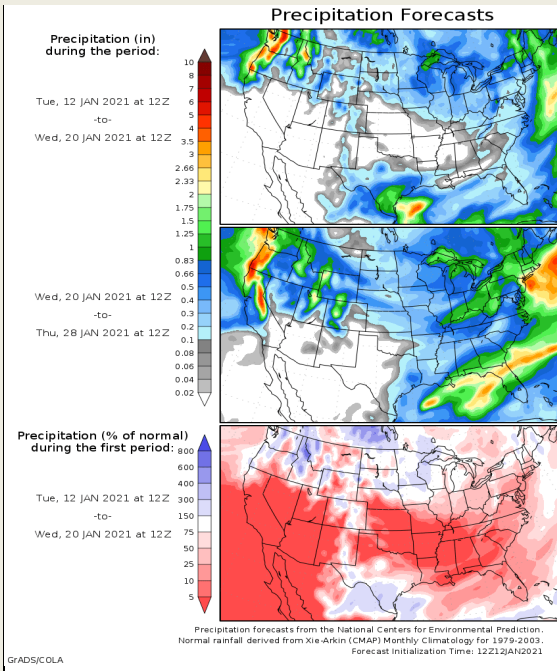 Precipitation Forecasts
Precipitation (in)
during the period:
Tue, 12 JAN 2021 at 12Z
-to-
Wed, 20 JAN 2021 at 12Z
10
8
7
6
5
4
3.5
3
2.66
2.33
2
1.75
1.5
1.25
1
0.83
0.66
0.5
0.4
0.3
0.2
0.1
0.08
0.06
0.04
0.02
Wed, 20 JAN 2021 at 12Z
-to-
Thu, 28 JAN 2021 at 12Z
Precipitation (% of normal)
during the first period:
800
600
400
300
150
75
50
25
10
5
Tue, 12 JAN 2021 at 12Z
-to-
Wed, 20 JAN 2021 at 12Z
Precipitation forecasts from the National Centers for Environmental Prediction.
Normal rainfall derived from Xie-Arkin (CMAP) Monthly Climatology for 1979-2003.
Forecast Initialization Time: 12Z12JAN2021
GrADS/COLA